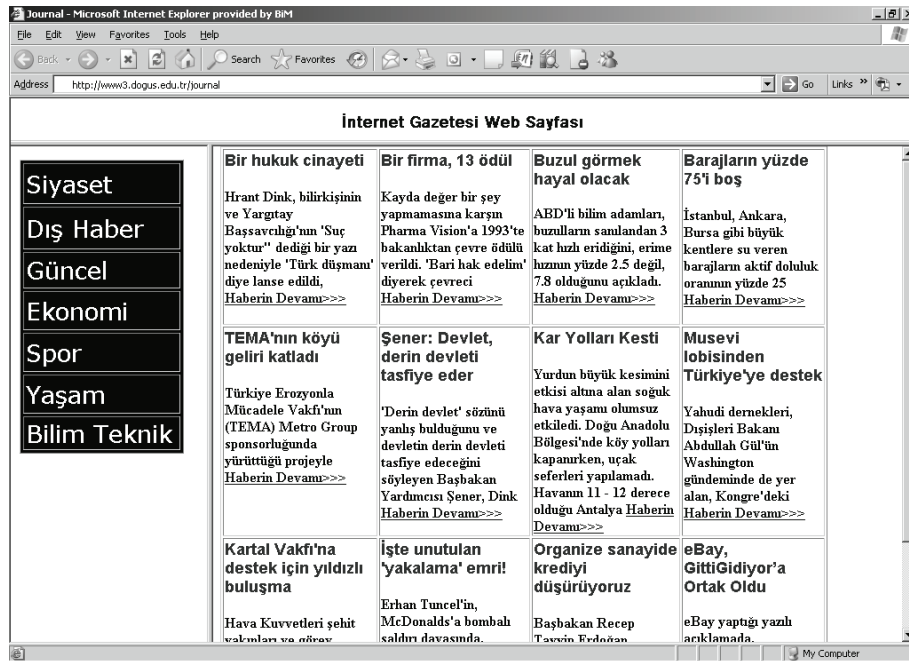 Journal - Microsoft Internet Explorer provided by BiM
File Edit View Favorites Tools Help
Back Search Favorites
Address http://www3.dogus.edu.tr/journal Go Links »
İnternet Gazetesi Web Sayfası
Siyaset
Dış Haber
Güncel
Ekonomi
Spor
Yaşam
Bilim Teknik
Bir hukuk cinayeti
Hrant Dink, bilirkişinin
ve Yargıtay
Başsavcılığı'nın 'Suç
yoktur" dediği bir yazı
nedeniyle 'Türk düşmanı'
diye lanse edildi,
Haberin Devamı>>>
Bir firma, 13 ödül
Kayda değer bir şey
yapmamasına karşın
Pharma Vision'a 1993'te
bakanlıktan çevre ödülü
verildi. 'Bari hak edelim'
diyerek çevreci
Haberin Devamı>>>
Buzul görmek
hayal olacak
ABD'li bilim adamları,
buzulların sanılandan 3
kat hızlı eridiğini, erime
hızının yüzde 2.5 değil,
7.8 olduğunu açıkladı.
Haberin Devamı>>>
Barajların yüzde
75'i boş
İstanbul, Ankara,
Bursa gibi büyük
kentlere su veren
barajların aktif doluluk
oranının yüzde 25
Haberin Devamı>>>
TEMA'nın köyü
geliri katladı
Türkiye Erozyonla
Mücadele Vakfı'nın
(TEMA) Metro Group
sponsorluğunda
yürüttüğü projeyle
Haberin Devamı>>>
Şener: Devlet,
derin devleti
tasfiye eder
'Derin devlet' sözünü
yanlış bulduğunu ve
devletin derin devleti
tasfiye edeceğini
söyleyen Başbakan
Yardımcısı Şener, Dink
Haberin Devamı>>>
Kar Yolları Kesti
Yurdun büyük kesimini
etkisi altına alan soğuk
hava yaşamı olumsuz
etkiledi. Doğu Anadolu
Bölgesi'nde köy yolları
kapanırken, uçak
seferleri yapılamadı.
Havanın 11 - 12 derece
olduğu Antalya Haberin
Devamı>>>
Musevi
lobisinden
Türkiye'ye destek
Yahudi dernekleri,
Dışişleri Bakanı
Abdullah Gül'ün
Washington
gündeminde de yer
alan, Kongre'deki
Haberin Devamı>>>
Kartal Vakfı'na
destek için yıldızlı
buluşma
Hava Kuvvetleri şehit
yakınları ve görev
İşte unutulan
'yakalama' emri!
Erhan Tuncel'in,
McDonalds'a bombalı
saldırı davasında,
Organize sanayide
krediyi
düşürüyoruz
Başbakan Recep
Tayyip Erdoğan
eBay,
GittiGidiyor'a
Ortak Oldu
eBay yaptığı yazılı
açıklamada,
My Computer